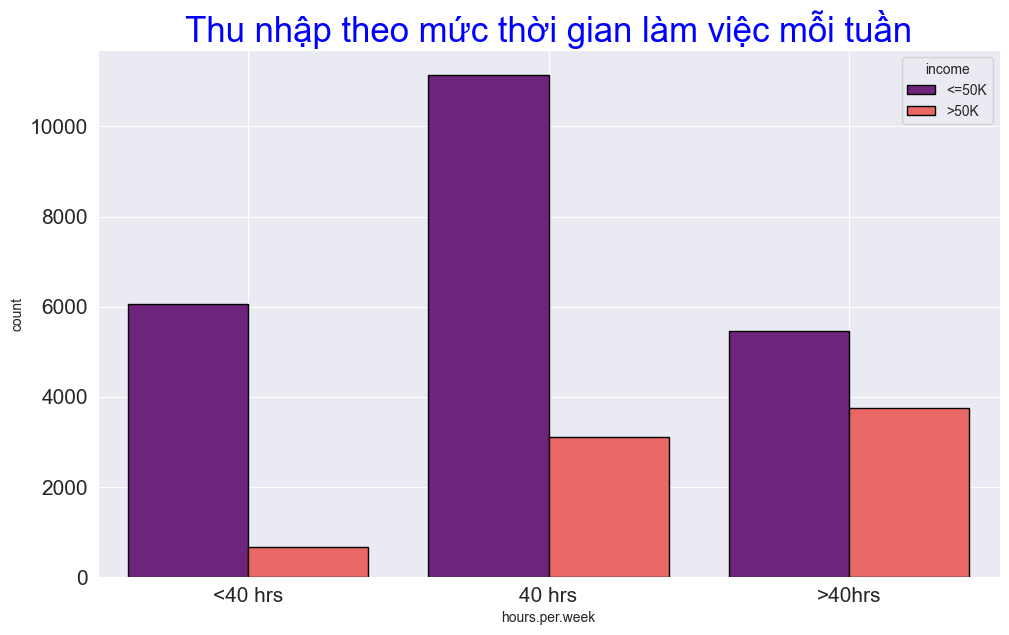 Thu nhập theo mức thời gian làm việc mỗi tuần
income
<=50K
>50K
10000
8000
6000
4000
2000
0
count
<40 hrs
40 hrs
>40hrs
hours.per.week